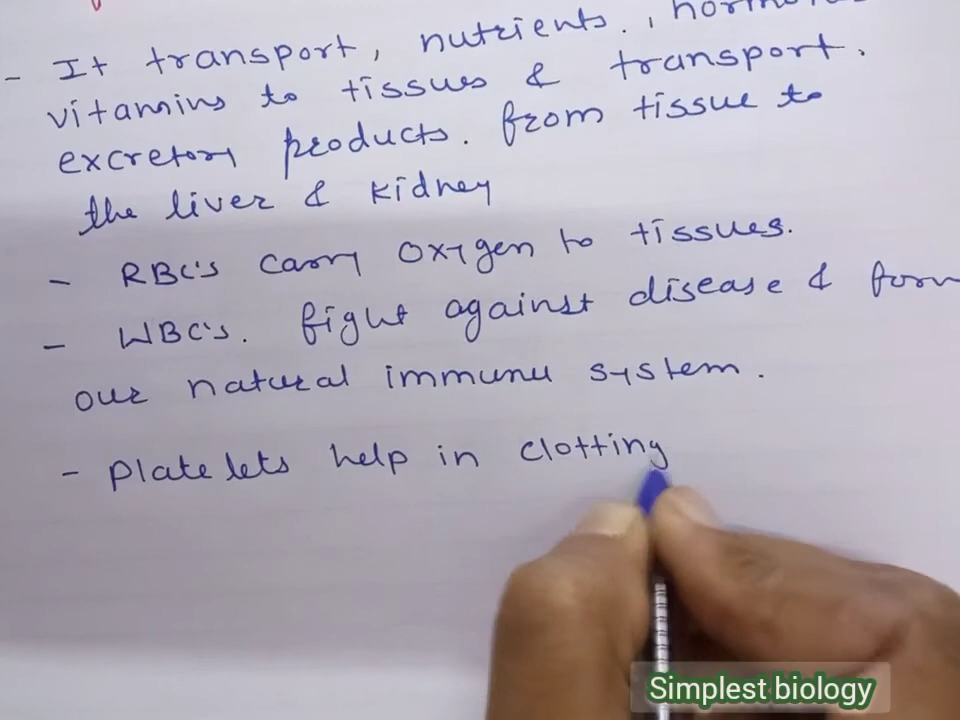 - It transport, nutrients. ,
vitamins to tissues & transport.
excretory products. from tissue to
the liver & kidney
- RBC's carry oxygen to tissues.
- WBC's. fight against disease & form
our natural immunu system.
- Platelets help in clotting
Simplest biology